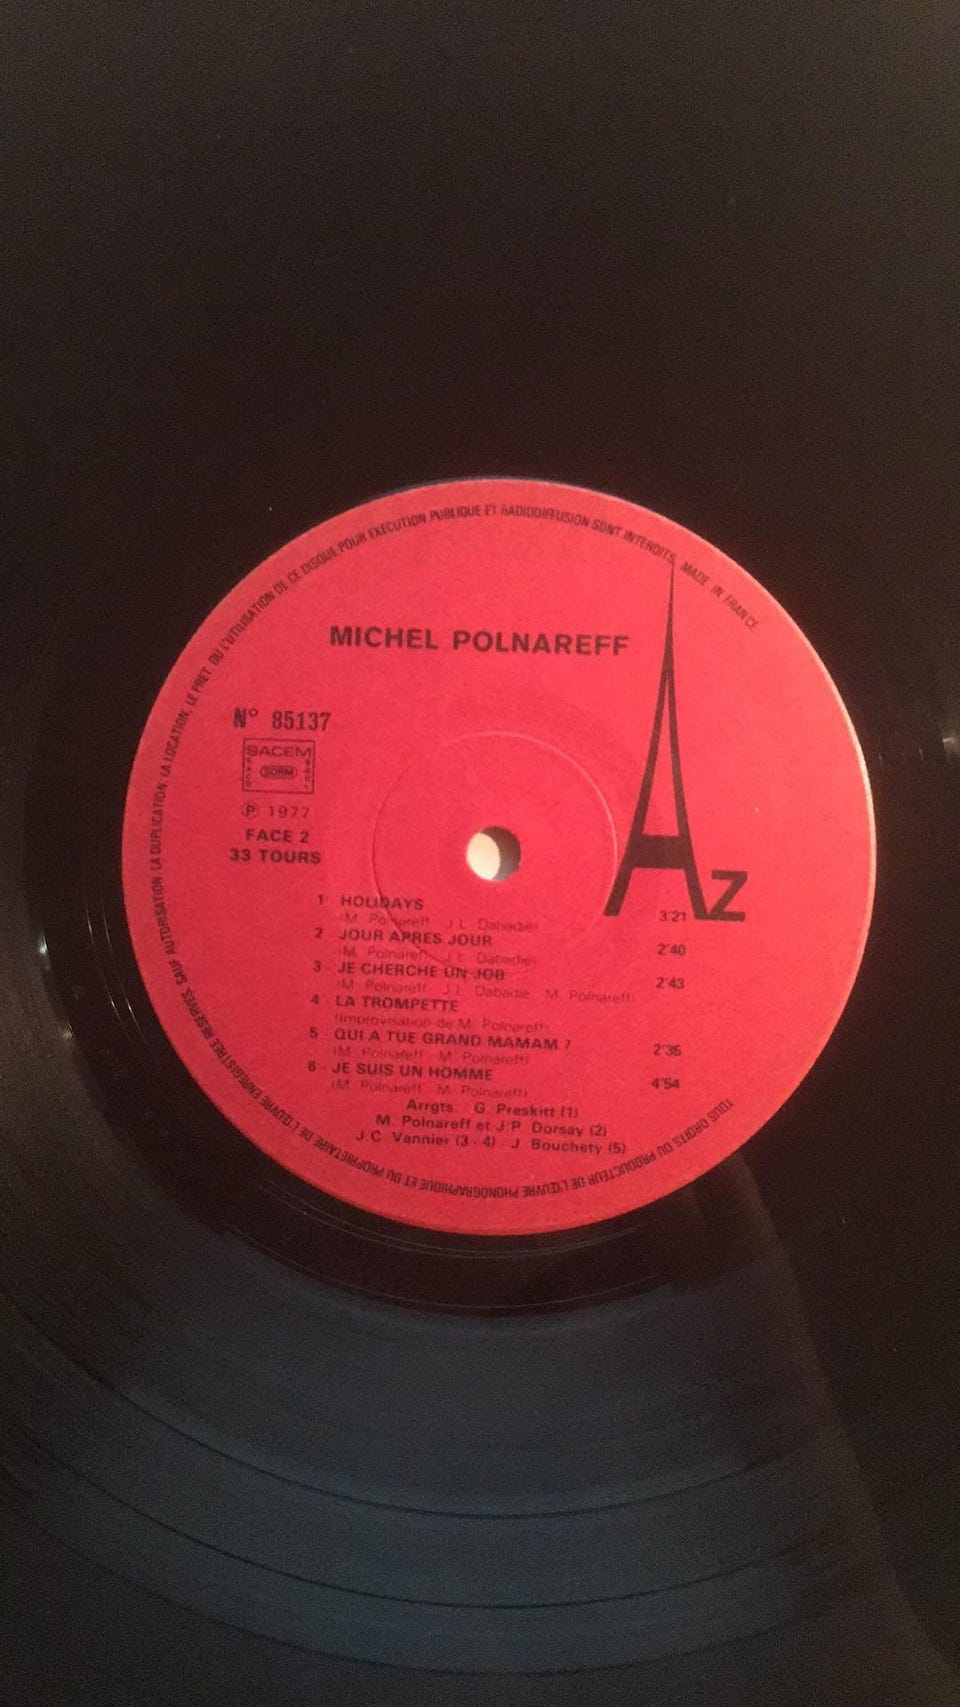 TOUS DROITS DU PRODUCTEUR DE L'ŒUVRE PHONOGRAPHIQUE ET DU PROPRIETAIRE DE L'ŒUVRE ENREGISTREE RESERVES. SAUF AUTORISATION, LA DUPLICATION, LA LOCATION, LE PRET, OU L'UTILISATION DE CE DISQUE POUR EXECUTION PUBLIQUE ET RADIODIFFUSION SONT INTERDITS. MADE IN FRANCE
MICHEL POLNAREFF
N° 85137
SACEM
SDRM
℗ 1977
FACE 2
33 TOURS
Az
1 - HOLIDAYS 3'21
(M. Polnareff - J.L. Dabadie)
2 - JOUR APRES JOUR 2'40
(M. Polnareff - J.L. Dabadie)
3 - JE CHERCHE UN JOB 2'43
(M. Polnareff - J.L. Dabadie - M. Polnareff)
4 - LA TROMPETTE
(Improvisation de M. Polnareff)
5 - QUI A TUE GRAND MAMAM ? 2'35
(M. Polnareff - M. Polnareff)
6 - JE SUIS UN HOMME 4'54
(M. Polnareff - M. Polnareff)
Arrgts. : G. Preskitt (1)
M. Polnareff et J.P. Dorsay (2)
J.C. Vannier (3 - 4) - J. Bouchety (5)